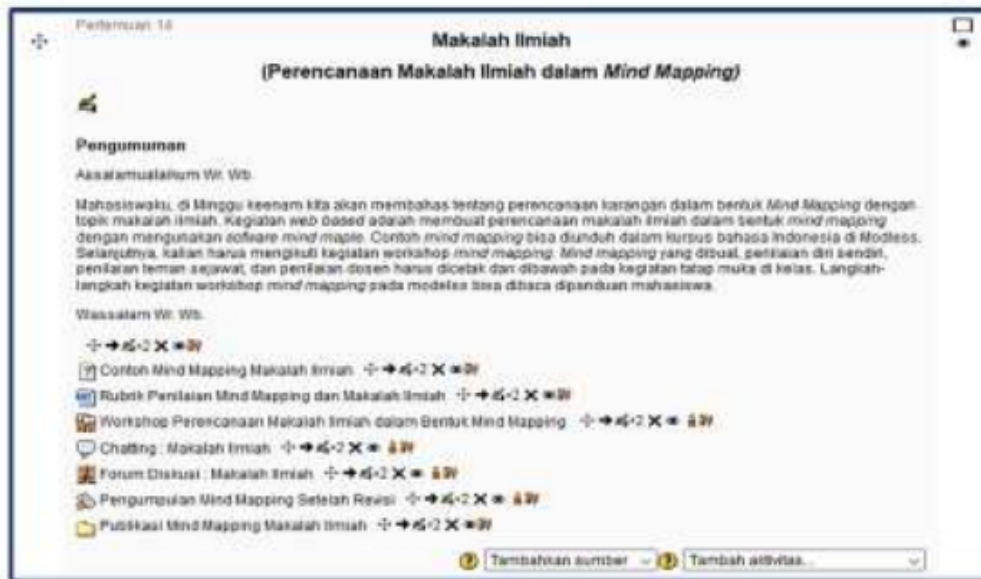 Pertemuan 14
Makalah Ilmiah
(Perencanaan Makalah Ilmiah dalam Mind Mapping)
Pengumuman
Assalamualaikum Wr. Wb.
Mahasiswaku, di Minggu keenam kita akan membahas tentang perencanaan karangan dalam bentuk Mind Mapping dengan
topik makalah ilmiah. Kegiatan web based adalah membuat perencanaan makalah ilmiah dalam bentuk mind mapping
dengan mengunakan software mind maple. Contoh mind mapping bisa diunduh dalam kursus bahasa Indonesia di Modless.
Selanjutnya, kalian harus mengikuti kegiatan workshop mind mapping. Mind mapping yang dibuat, penilaian diri sendiri,
penilaian teman sejawat, dan penilaian dosen harus dicetak dan dibawah pada kegiatan tatap muka di kelas. Langkah-
langkah kegiatan workshop mind mapping pada modelss bisa dibaca dipanduan mahasiswa.
Wassalam Wr. Wb.
Contoh Mind Mapping Makalah Ilmiah
Rubrik Penilaian Mind Mapping dan Makalah Ilmiah
Workshop Perencanaan Makalah Ilmiah dalam Bentuk Mind Mapping
Chatting : Makalah Ilmiah
Forum Diskusi : Makalah Ilmiah
Pengumpulan Mind Mapping Setelah Revisi
Publikasi Mind Mapping Makalah Ilmiah
Tambahkan sumber Tambah aktivitas...